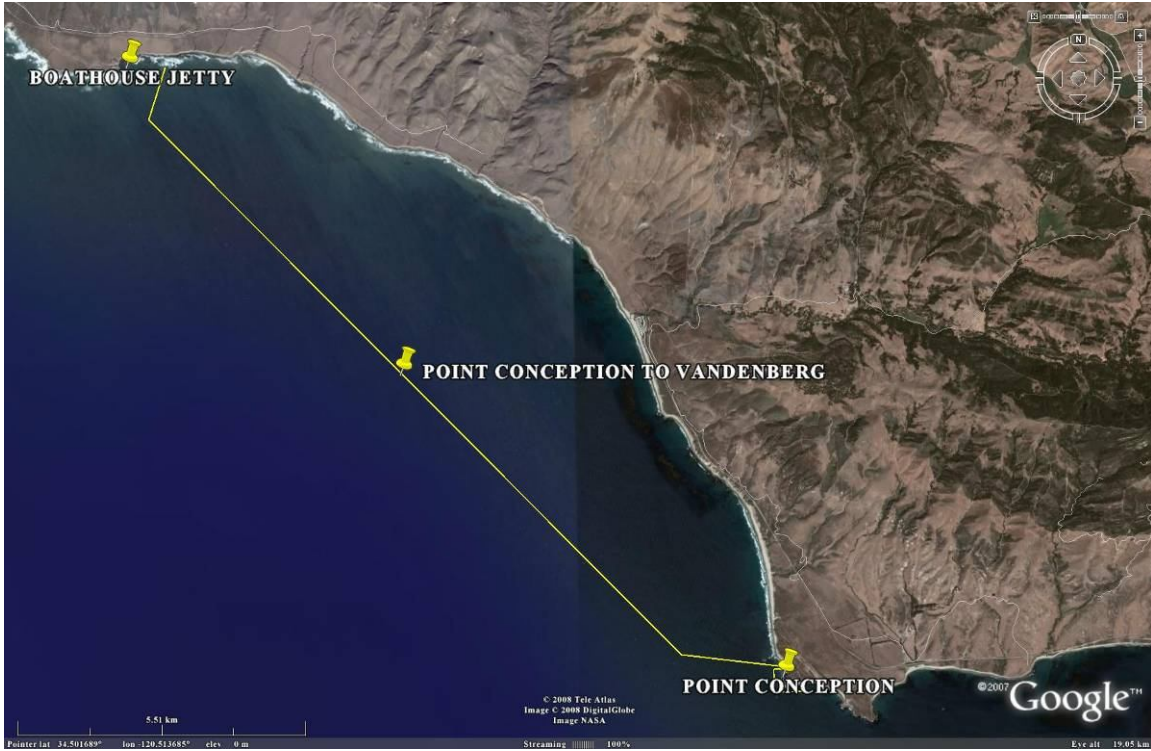 N
BOATHOUSE JETTY
POINT CONCEPTION TO VANDENBERG
POINT CONCEPTION
©2007 Google™
© 2008 Tele Atlas
Image © 2008 DigitalGlobe
Image NASA
5.51 km
Pointer lat 34.501689° lon -120.513685° elev 0 m
Streaming 100%
Eye alt 19.05 km